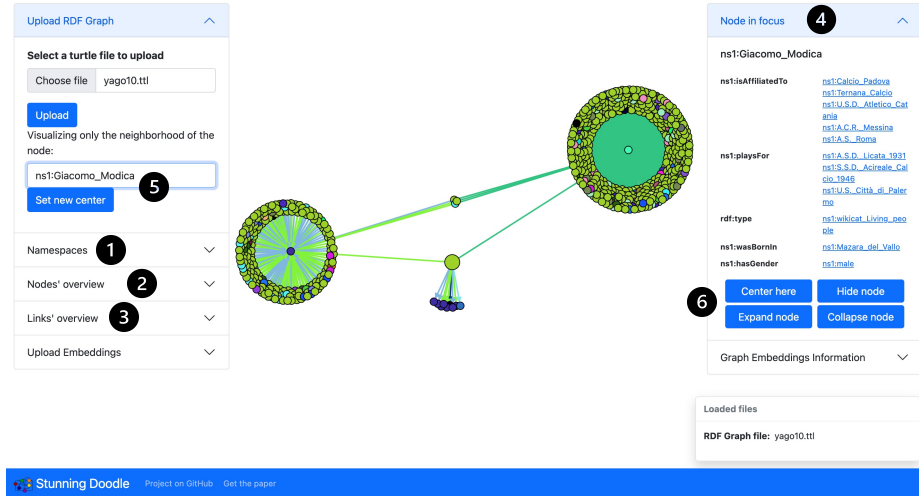 Upload RDF Graph
Select a turtle file to upload
Choose file yago10.ttl
Upload
Visualizing only the neighborhood of the
node:
ns1:Giacomo_Modica
5
Set new center
Namespaces 1
Nodes' overview 2
Links' overview 3
Upload Embeddings
Node in focus 4
ns1:Giacomo_Modica
ns1:isAffiliatedTo ns1:Calcio_Padova
ns1:Ternana_Calcio
ns1:U.S.D._Atletico_Cat
ania
ns1:A.C.R._Messina
ns1:A.S._Roma
ns1:playsFor ns1:A.S.D._Licata_1931
ns1:S.S.D._Acireale_Cal
cio_1946
ns1:U.S._Città_di_Paler
mo
rdf:type ns1:wikicat_Living_peo
ple
ns1:wasBornIn ns1:Mazara_del_Vallo
ns1:hasGender ns1:male
6
Center here Hide node
Expand node Collapse node
Graph Embeddings Information
Loaded files
RDF Graph file: yago10.ttl
Stunning Doodle Project on GitHub Get the paper